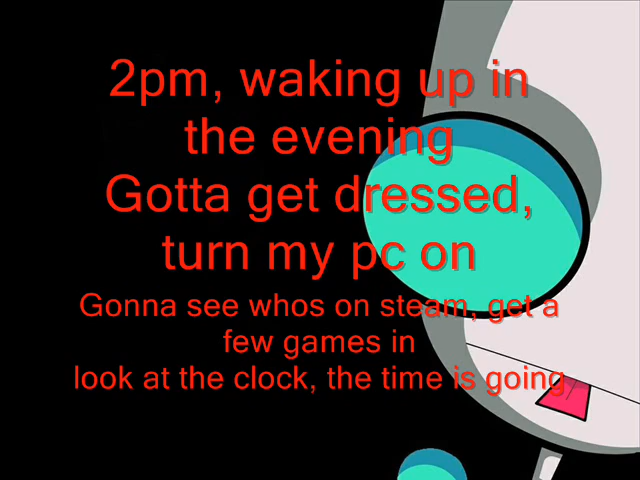 2pm, waking up in
the evening
Gotta get dressed,
turn my pc on
Gonna see whos on steam, get a
few games in
look at the clock, the time is going